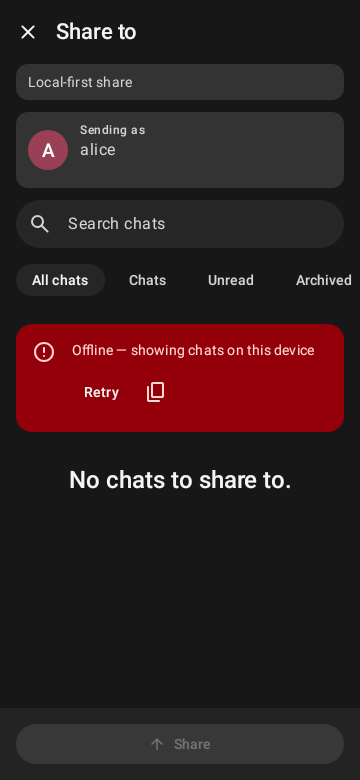 Share to
Local-first share
Sending as
A
alice
Search chats
All chats
Chats
Unread
Archived
Offline — showing chats on this device
Retry
No chats to share to.
Share